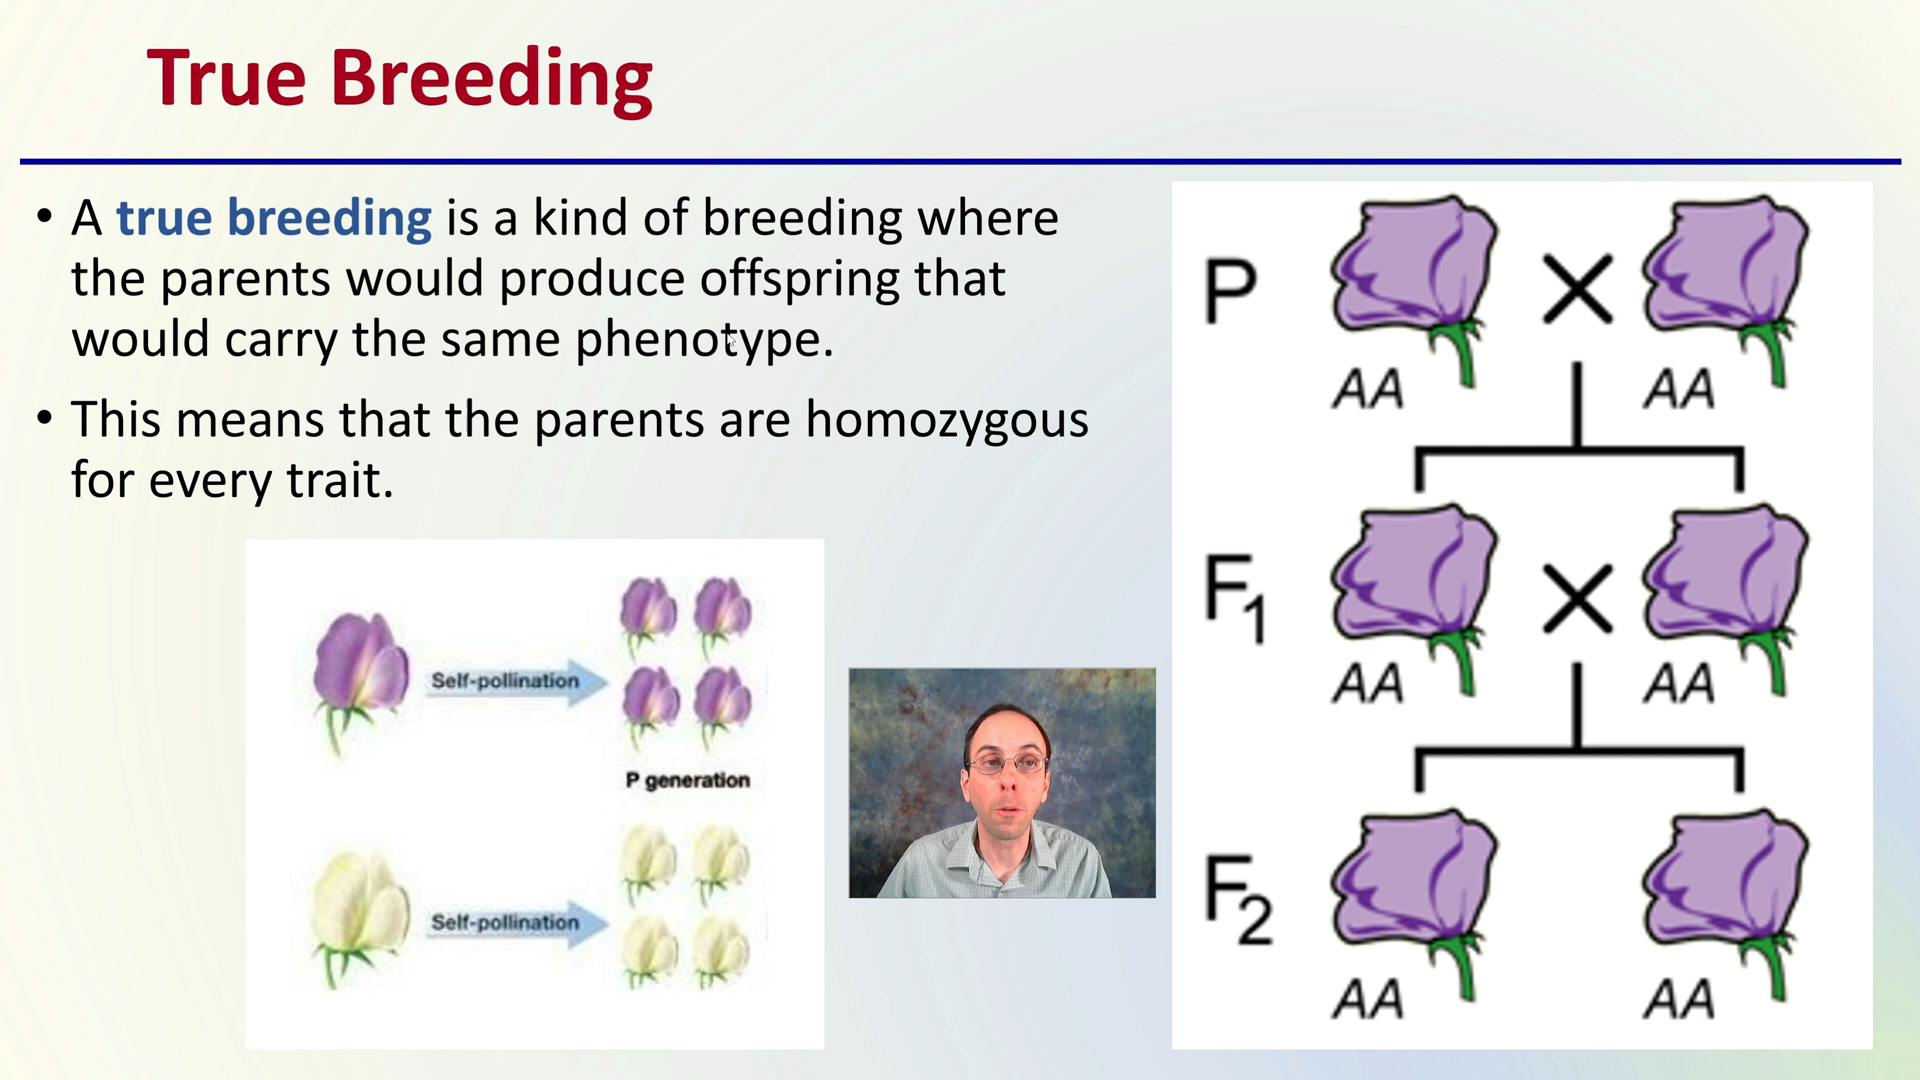 True Breeding
• A true breeding is a kind of breeding where
the parents would produce offspring that
would carry the same phenotype.
• This means that the parents are homozygous
for every trait.
Self-pollination
P generation
Self-pollination
P
X
AA
AA
F1
X
AA
AA
F2
AA
AA